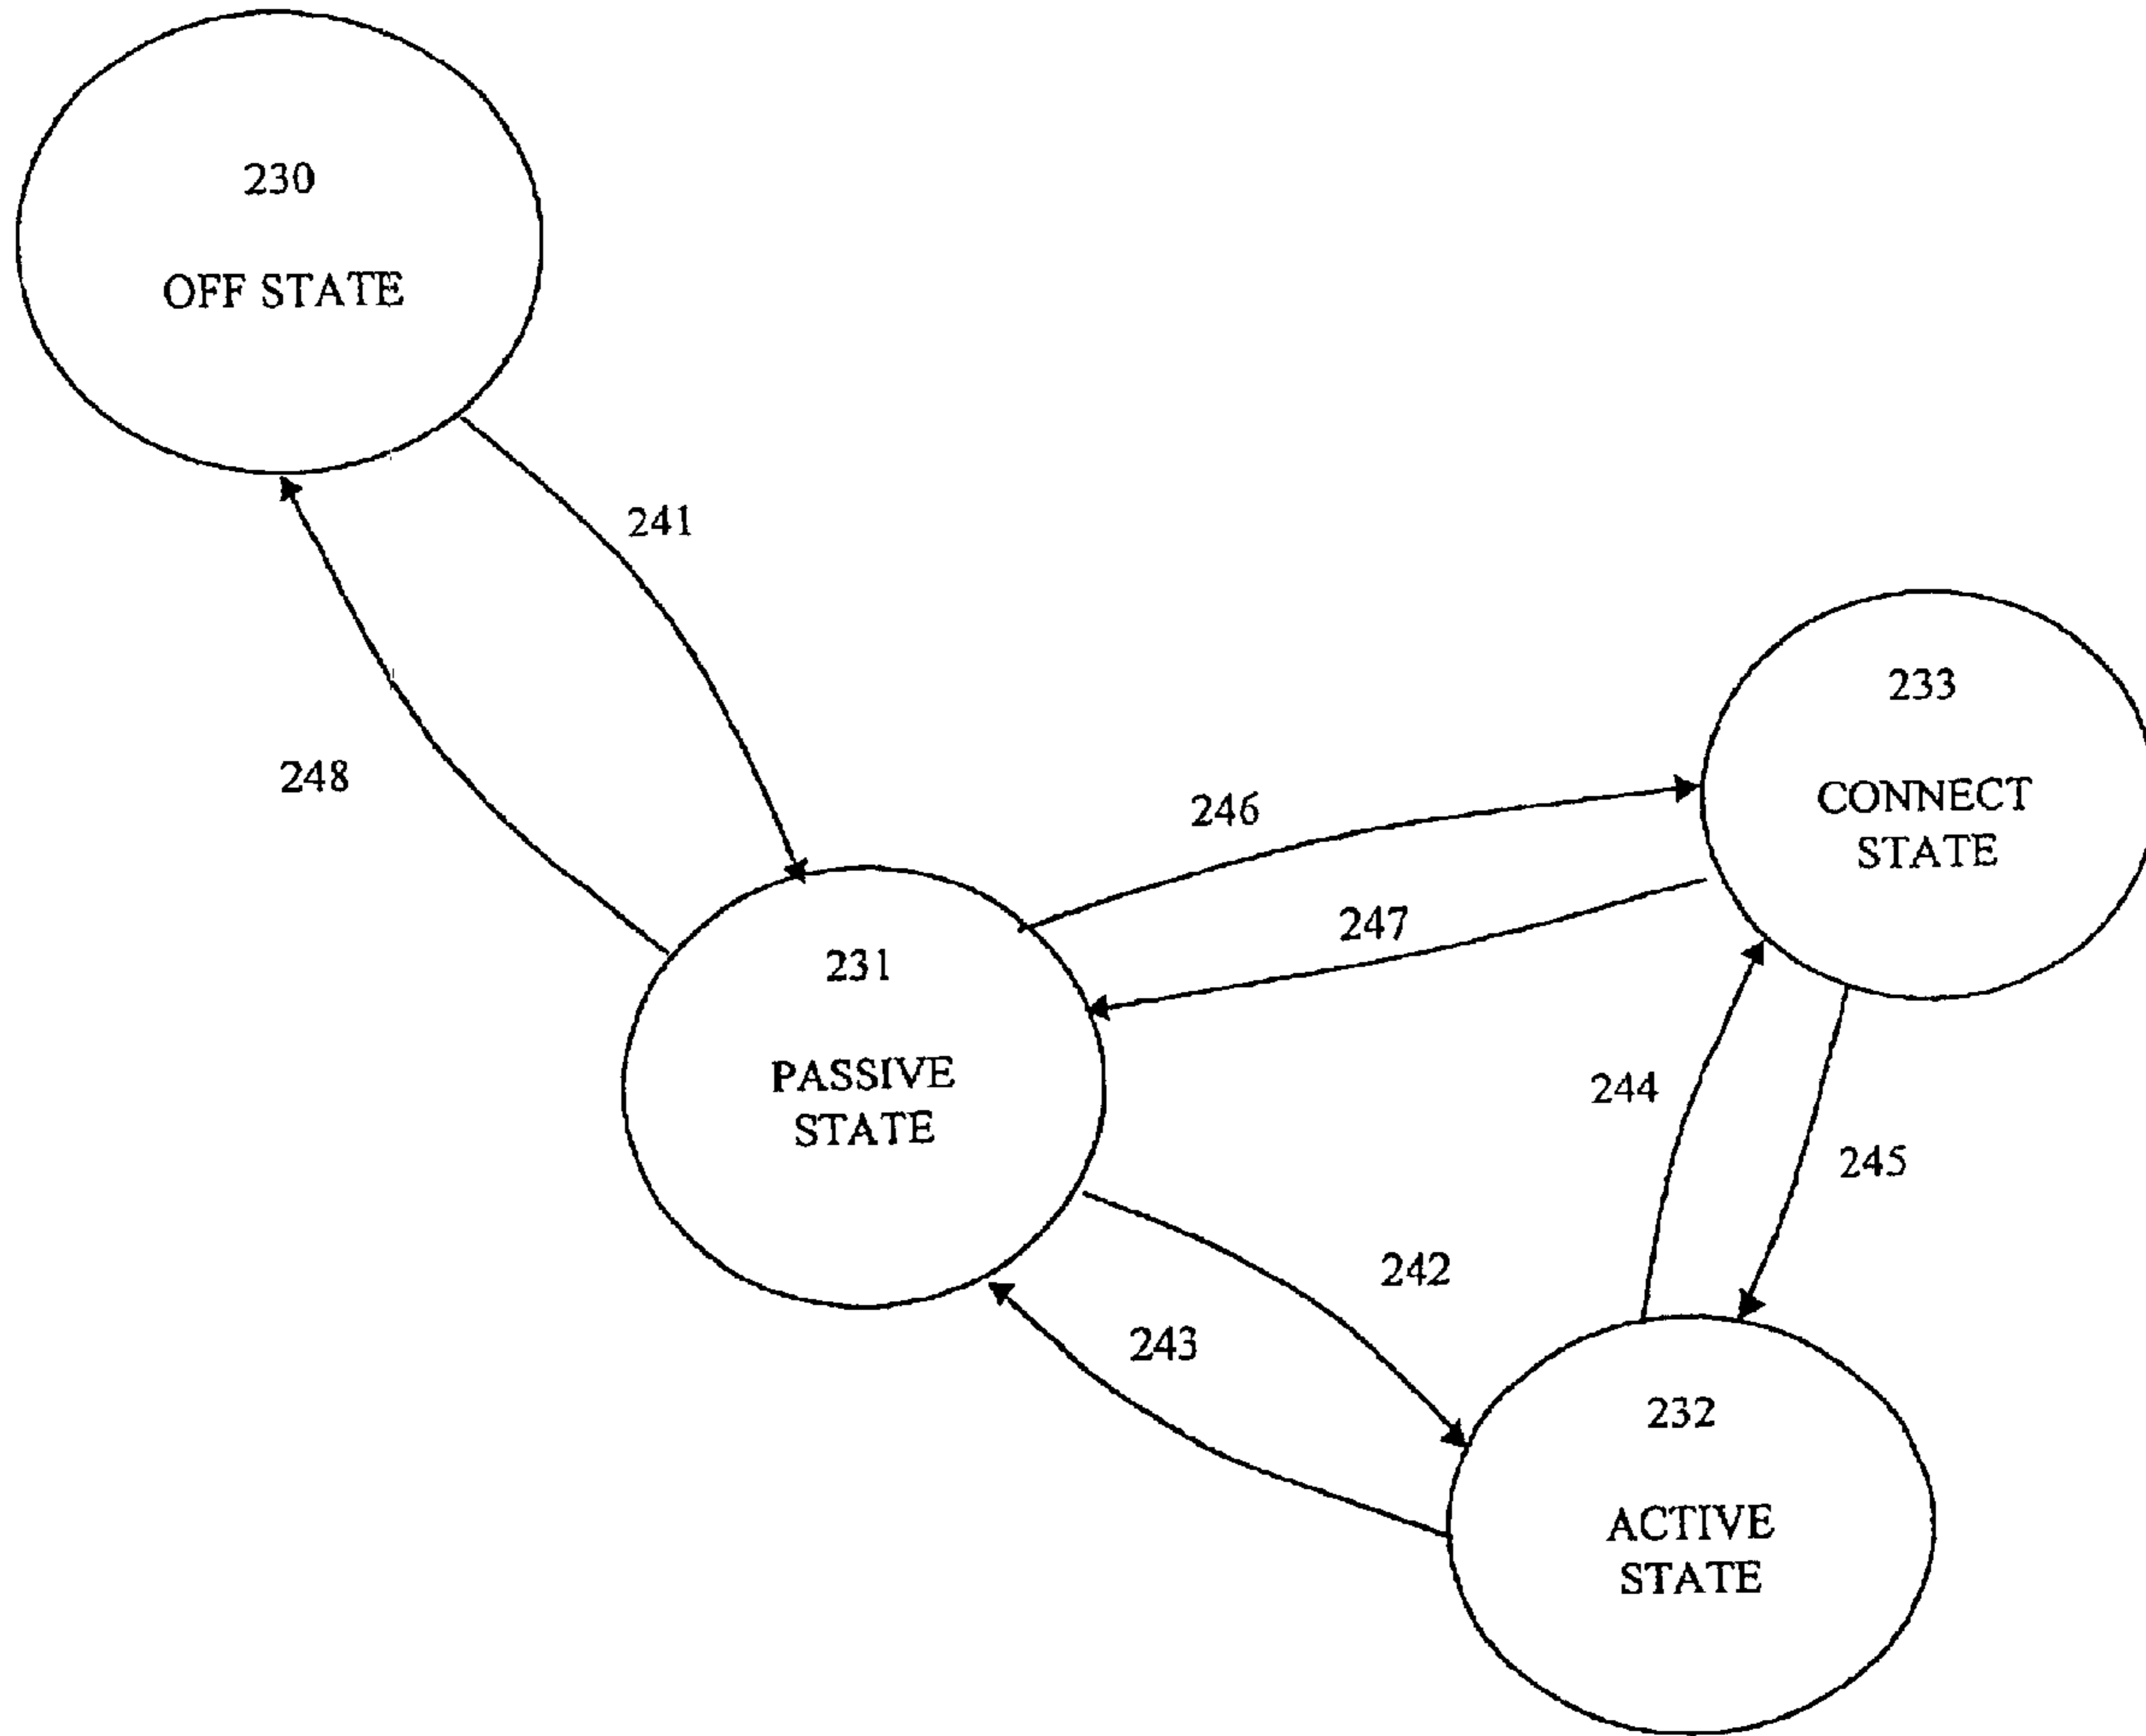 230
OFF STATE
241
248
233
CONNECT
STATE
246
247
231
PASSIVE
STATE
244
245
242
243
232
ACTIVE
STATE